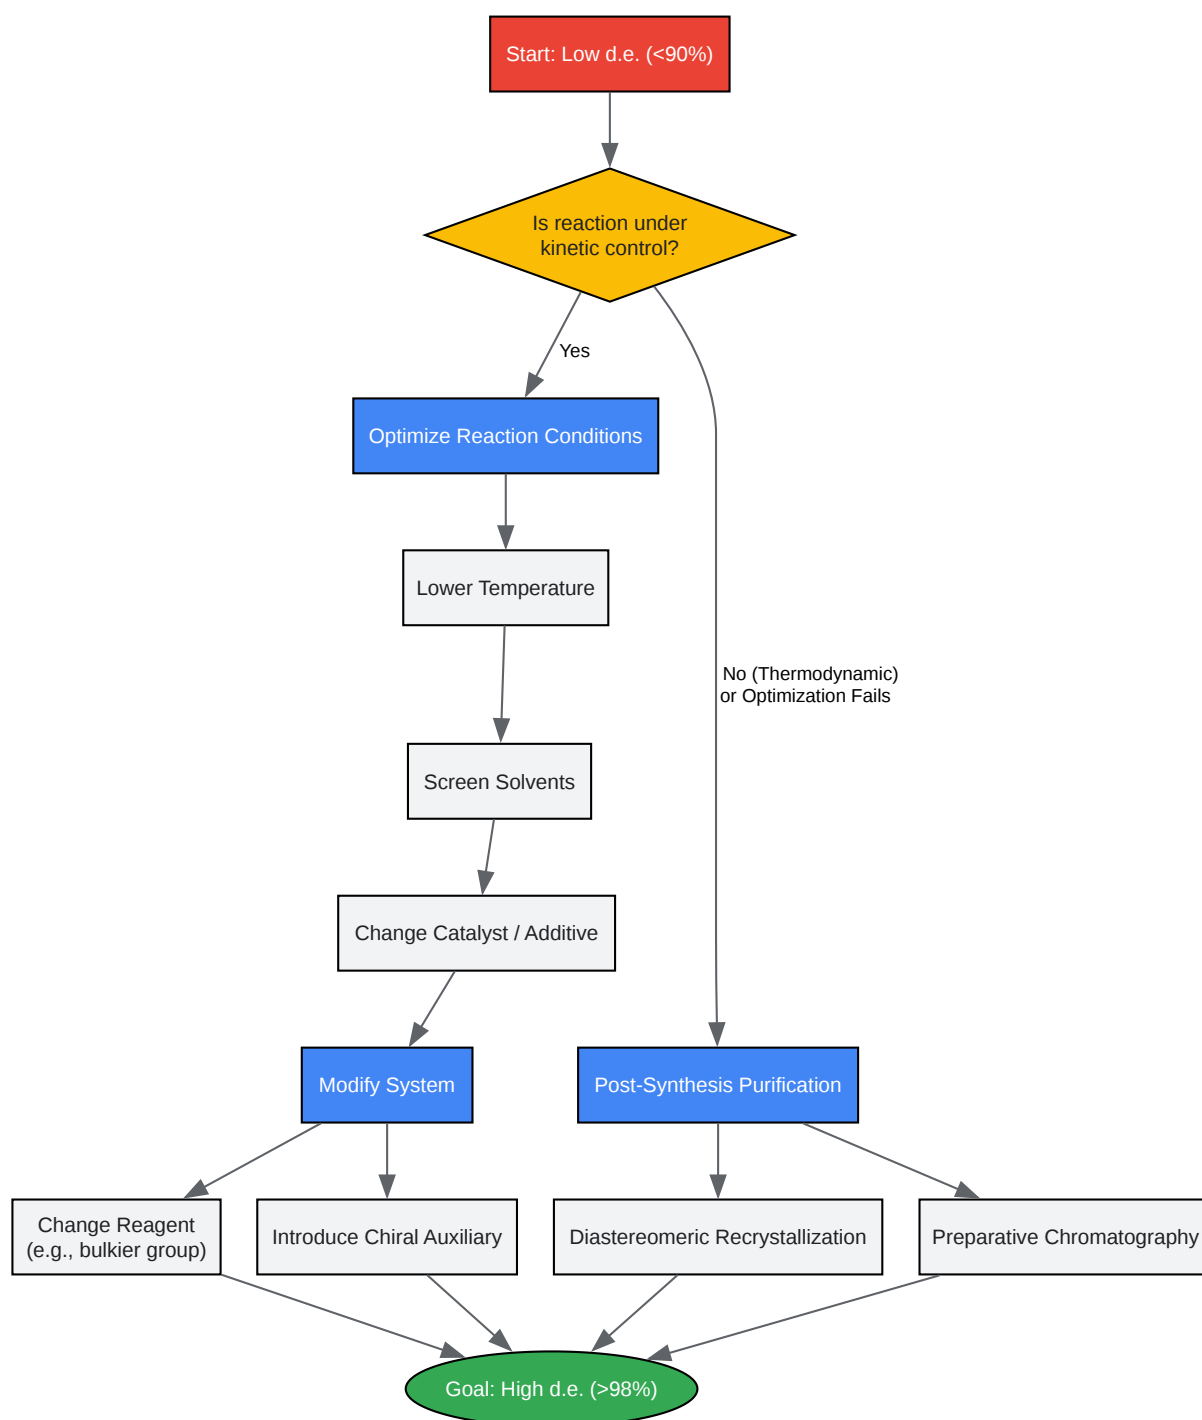 Start: Low d.e. (<90%)
Is reaction under
kinetic control?
Yes
Optimize Reaction Conditions
Lower Temperature
No (Thermodynamic)
or Optimization Fails
Screen Solvents
Change Catalyst / Additive
Modify System
Post-Synthesis Purification
Change Reagent
(e.g., bulkier group)
Introduce Chiral Auxiliary
Diastereomeric Recrystallization
Preparative Chromatography
Goal: High d.e. (>98%)